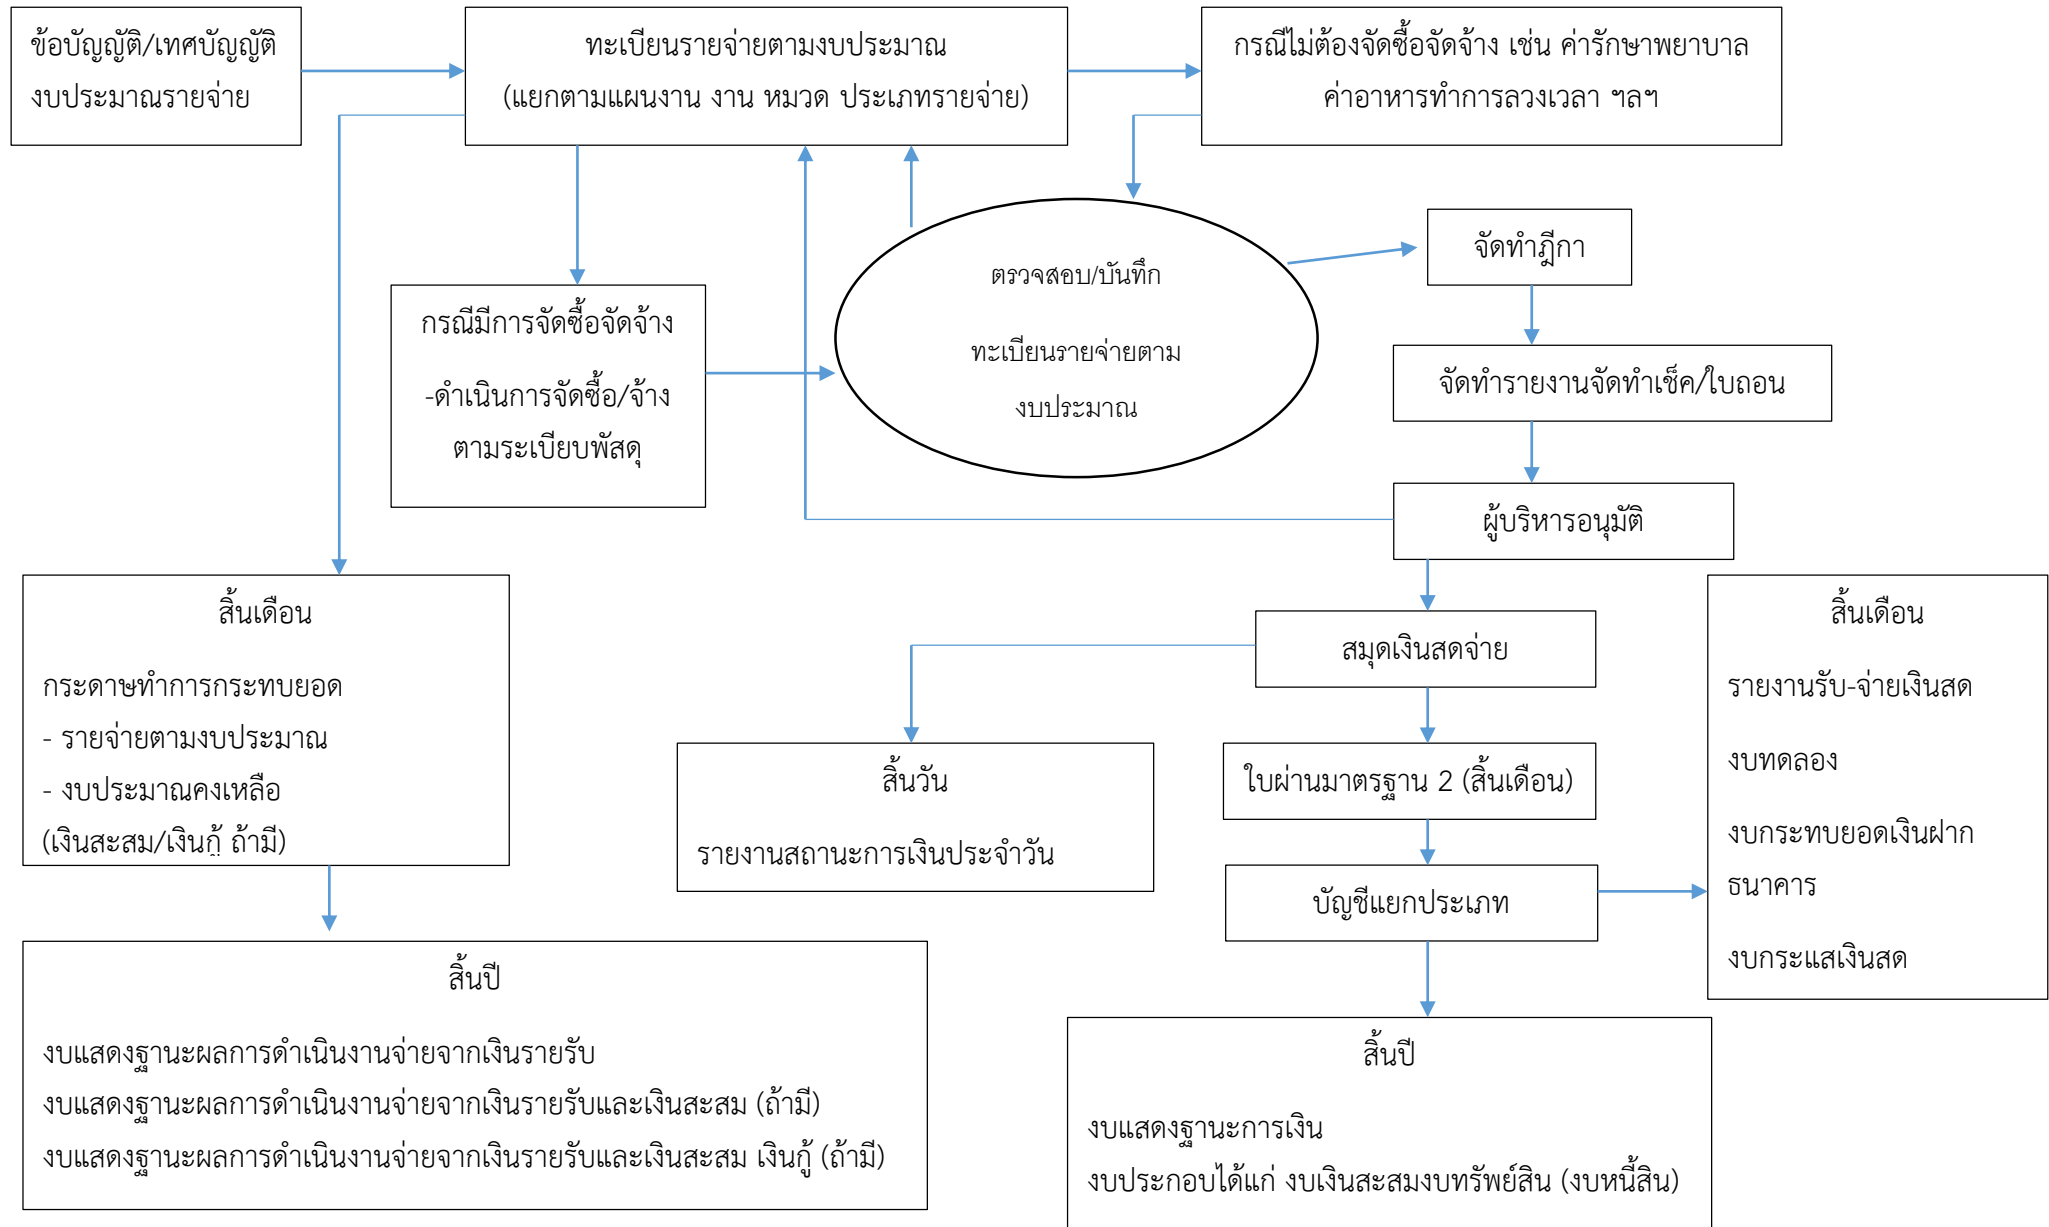 ข้อบัญญัติ/เทศบัญญัติ
งบประมาณรายจ่าย
ทะเบียนรายจ่ายตามงบประมาณ
(แยกตามแผนงาน งาน หมวด ประเภทรายจ่าย)
กรณีไม่ต้องจัดซื้อจัดจ้าง เช่น ค่ารักษาพยาบาล
ค่าอาหารทำการลวงเวลา ฯลฯ
กรณีมีการจัดซื้อจัดจ้าง
-ดำเนินการจัดซื้อ/จ้าง
ตามระเบียบพัสดุ
ตรวจสอบ/บันทึก
ทะเบียนรายจ่ายตาม
งบประมาณ
จัดทำฎีกา
จัดทำรายงานจัดทำเช็ค/ใบถอน
ผู้บริหารอนุมัติ
สมุดเงินสดจ่าย
สิ้นเดือน
กระดาษทำการกระทบยอด
- รายจ่ายตามงบประมาณ
- งบประมาณคงเหลือ
(เงินสะสม/เงินกู้ ถ้ามี)
สิ้นวัน
รายงานสถานะการเงินประจำวัน
ใบผ่านมาตรฐาน 2 (สิ้นเดือน)
บัญชีแยกประเภท
สิ้นเดือน
รายงานรับ-จ่ายเงินสด
งบทดลอง
งบกระทบยอดเงินฝาก
ธนาคาร
งบกระแสเงินสด
สิ้นปี
งบแสดงฐานะผลการดำเนินงานจ่ายจากเงินรายรับ
งบแสดงฐานะผลการดำเนินงานจ่ายจากเงินรายรับและเงินสะสม (ถ้ามี)
งบแสดงฐานะผลการดำเนินงานจ่ายจากเงินรายรับและเงินสะสม เงินกู้ (ถ้ามี)
สิ้นปี
งบแสดงฐานะการเงิน
งบประกอบได้แก่ งบเงินสะสมงบทรัพย์สิน (งบหนี้สิน)